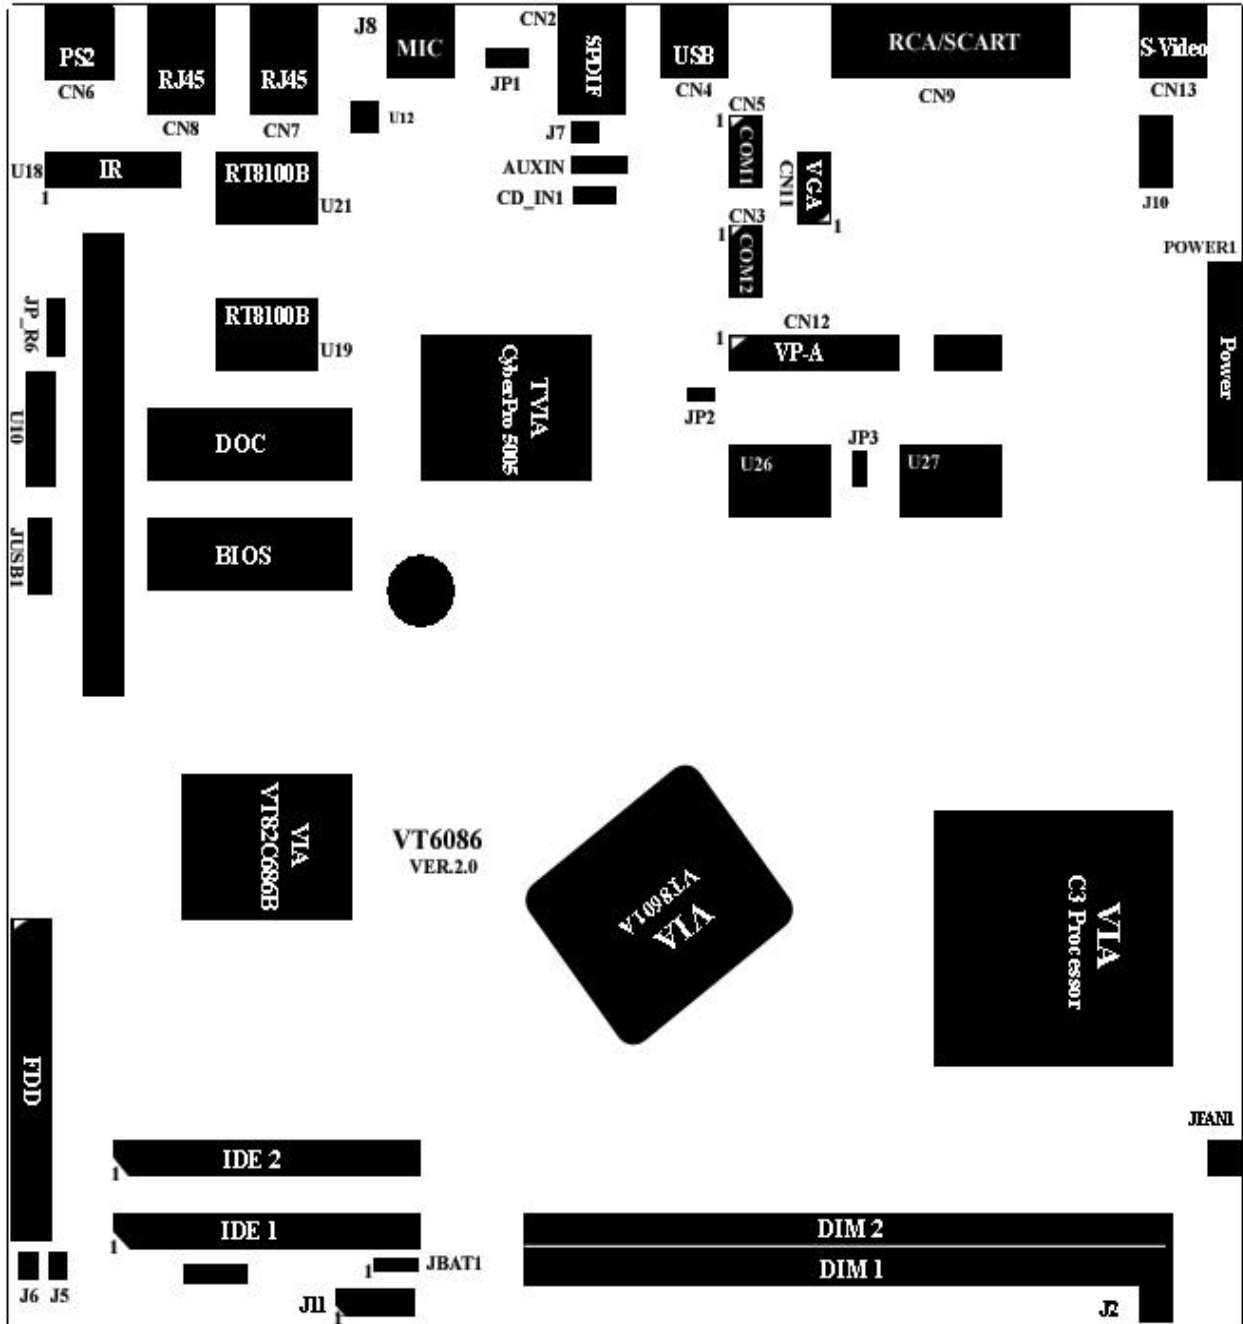 J8
CN2
PS2
RJ45
RJ45
MIC
JP1
SPDIF
USB
RCA/SCART
S-Video
CN6
CN8
CN7
U12
J7
CN4
CN5
CN9
CN13
U18
IR
1
RT8100B
U21
AUXIN
CD_IN1
1
COM1
CN11
VGA
1
J10
CN3
1
COM2
POWER1
JP_R6
RT8100B
U19
TVIA
CyberPro 5005
CN12
1
VP-A
Power
JP2
JP3
U10
DOC
U26
U27
JUSB1
BIOS
VIA
VT82C686B
VT6086
VER.2.0
VIA
VT8601A
VIA
C3 Processor
FDD
JFAN1
IDE 2
1
IDE 1
1
DIM 2
DIM 1
JBAT1
1
J6
J5
J11
1
J2